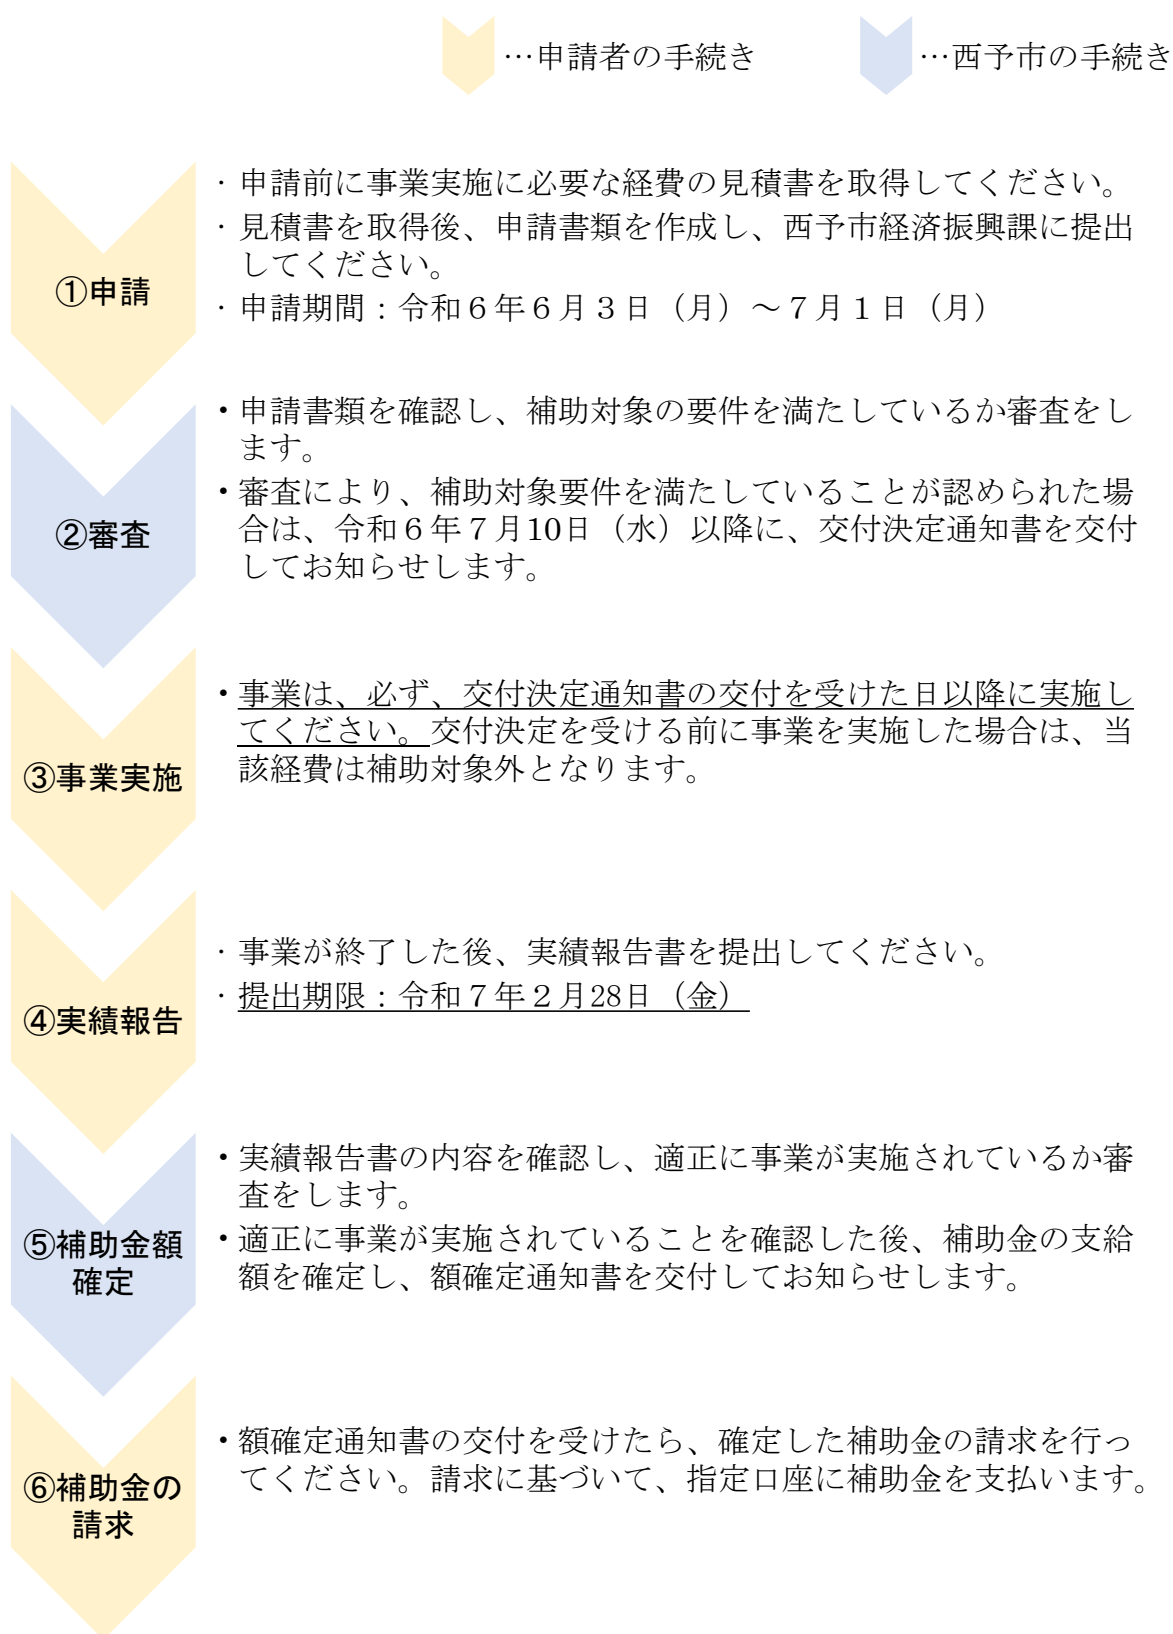 …申請者の手続き
…西予市の手続き
①申請
・申請前に事業実施に必要な経費の見積書を取得してください。
・見積書を取得後、申請書類を作成し、西予市経済振興課に提出
してください。
・申請期間：令和６年６月３日（月）～７月１日（月）
②審査
・申請書類を確認し、補助対象の要件を満たしているか審査をし
ます。
・審査により、補助対象要件を満たしていることが認められた場
合は、令和６年７月10日（水）以降に、交付決定通知書を交付
してお知らせします。
③事業実施
・事業は、必ず、交付決定通知書の交付を受けた日以降に実施し
てください。交付決定を受ける前に事業を実施した場合は、当
該経費は補助対象外となります。
④実績報告
・事業が終了した後、実績報告書を提出してください。
・提出期限：令和７年２月28日（金）
⑤補助金額
確定
・実績報告書の内容を確認し、適正に事業が実施されているか審
査をします。
・適正に事業が実施されていることを確認した後、補助金の支給
額を確定し、額確定通知書を交付してお知らせします。
⑥補助金の
請求
・額確定通知書の交付を受けたら、確定した補助金の請求を行っ
てください。請求に基づいて、指定口座に補助金を支払います。